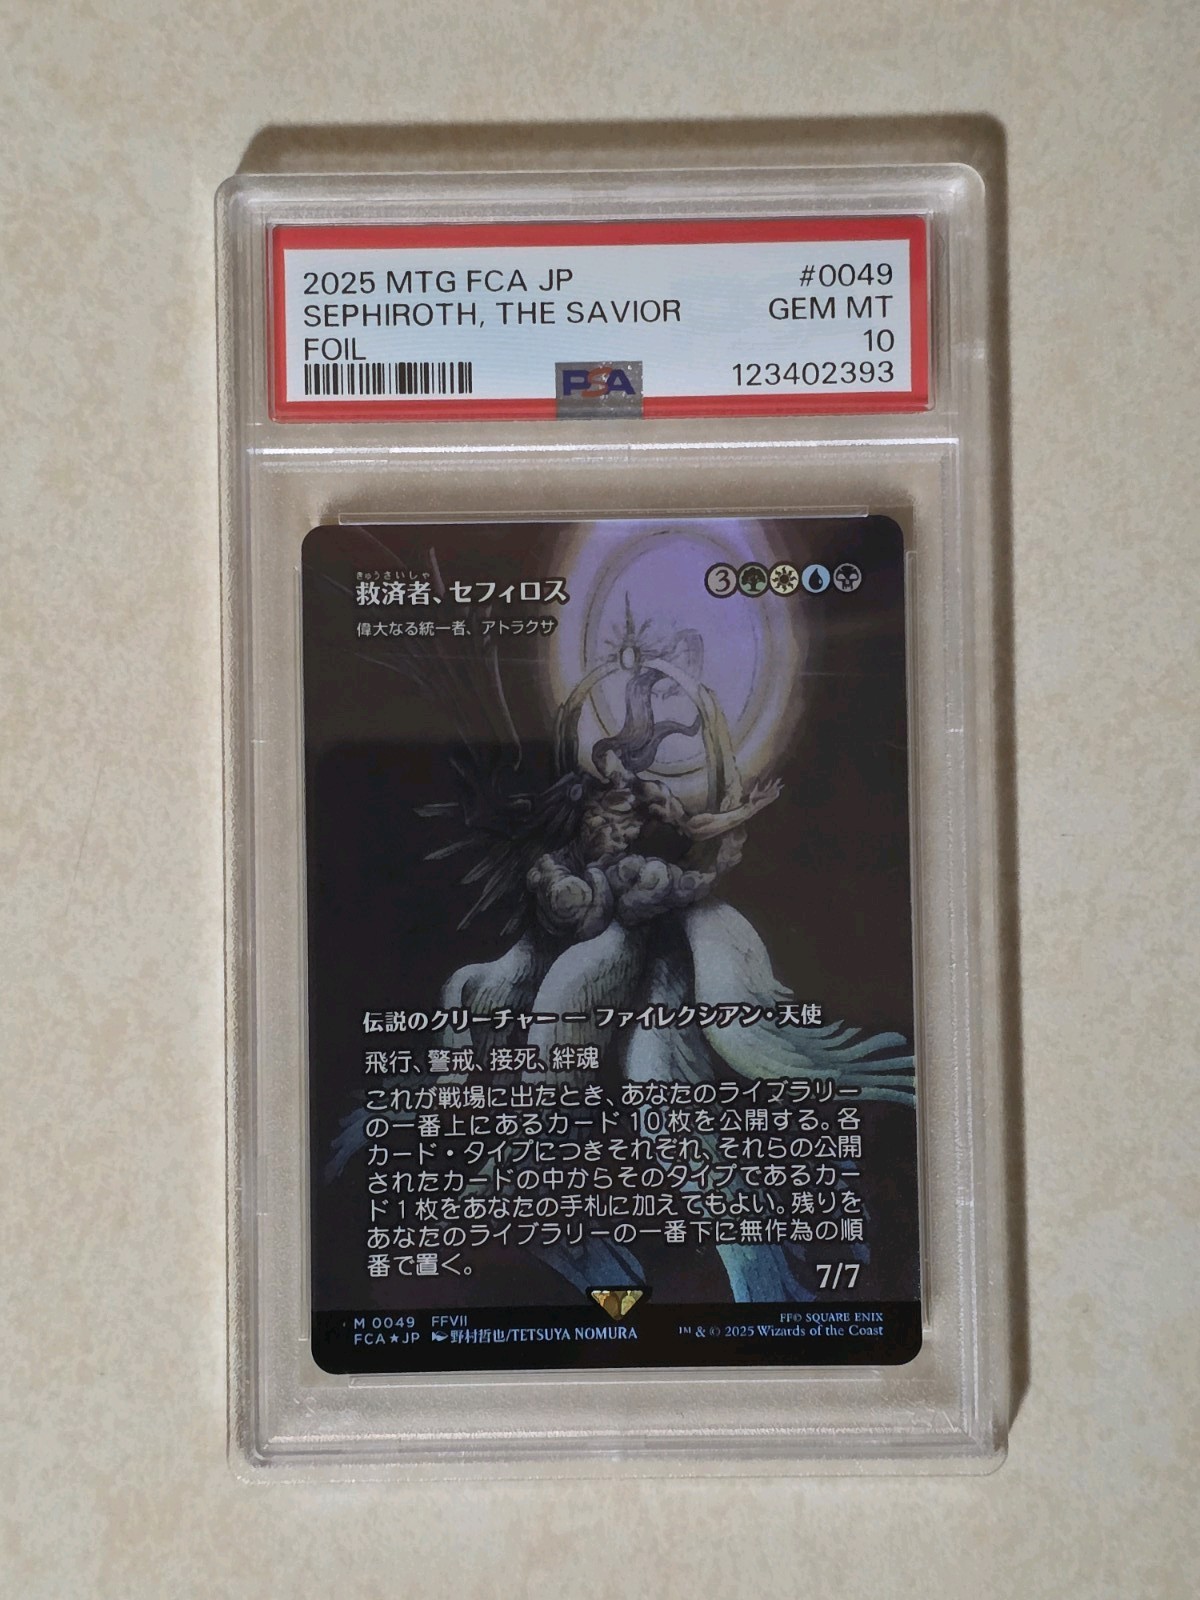 2025 MTG FCA JP #0049
SEPHIROTH, THE SAVIOR GEM MT
FOIL 10
PSA 123402393
きゅうさいしゃ
救済者、セフィロス 3
偉大なる統一者、アトラクサ
伝説のクリーチャー ― ファイレクシアン・天使
飛行、警戒、接死、絆魂
これが戦場に出たとき、あなたのライブラリー
の一番上にあるカード10枚を公開する。各
カード・タイプにつきそれぞれ、それらの公開
されたカードの中からそのタイプであるカー
ド1枚をあなたの手札に加えてもよい。残りを
あなたのライブラリーの一番下に無作為の順
番で置く。
7/7
M 0049 FFVII FF© SQUARE ENIX
FCA★JP 野村哲也/TETSUYA NOMURA ™ & © 2025 Wizards of the Coast